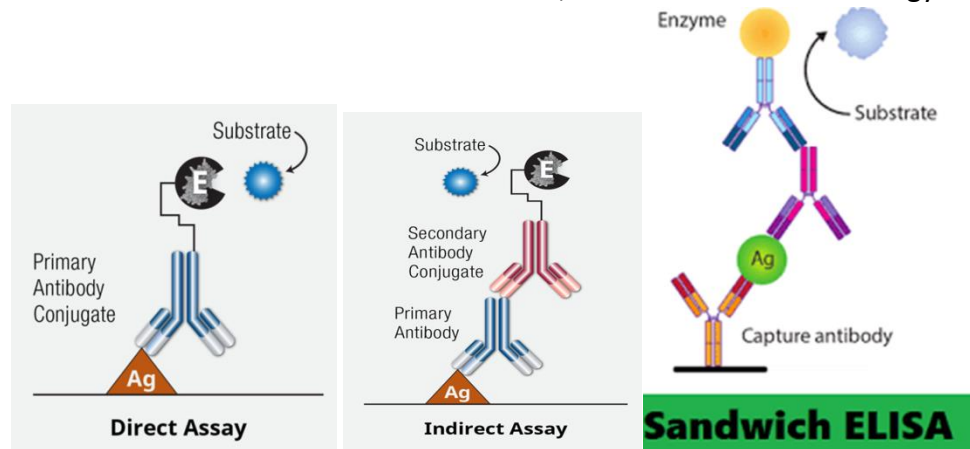 Substrate
E
Primary
Antibody
Conjugate
Ag
Direct Assay
Substrate
E
Secondary
Antibody
Conjugate
Primary
Antibody
Ag
Indirect Assay
Enzyme
Substrate
Ag
Capture antibody
Sandwich ELISA